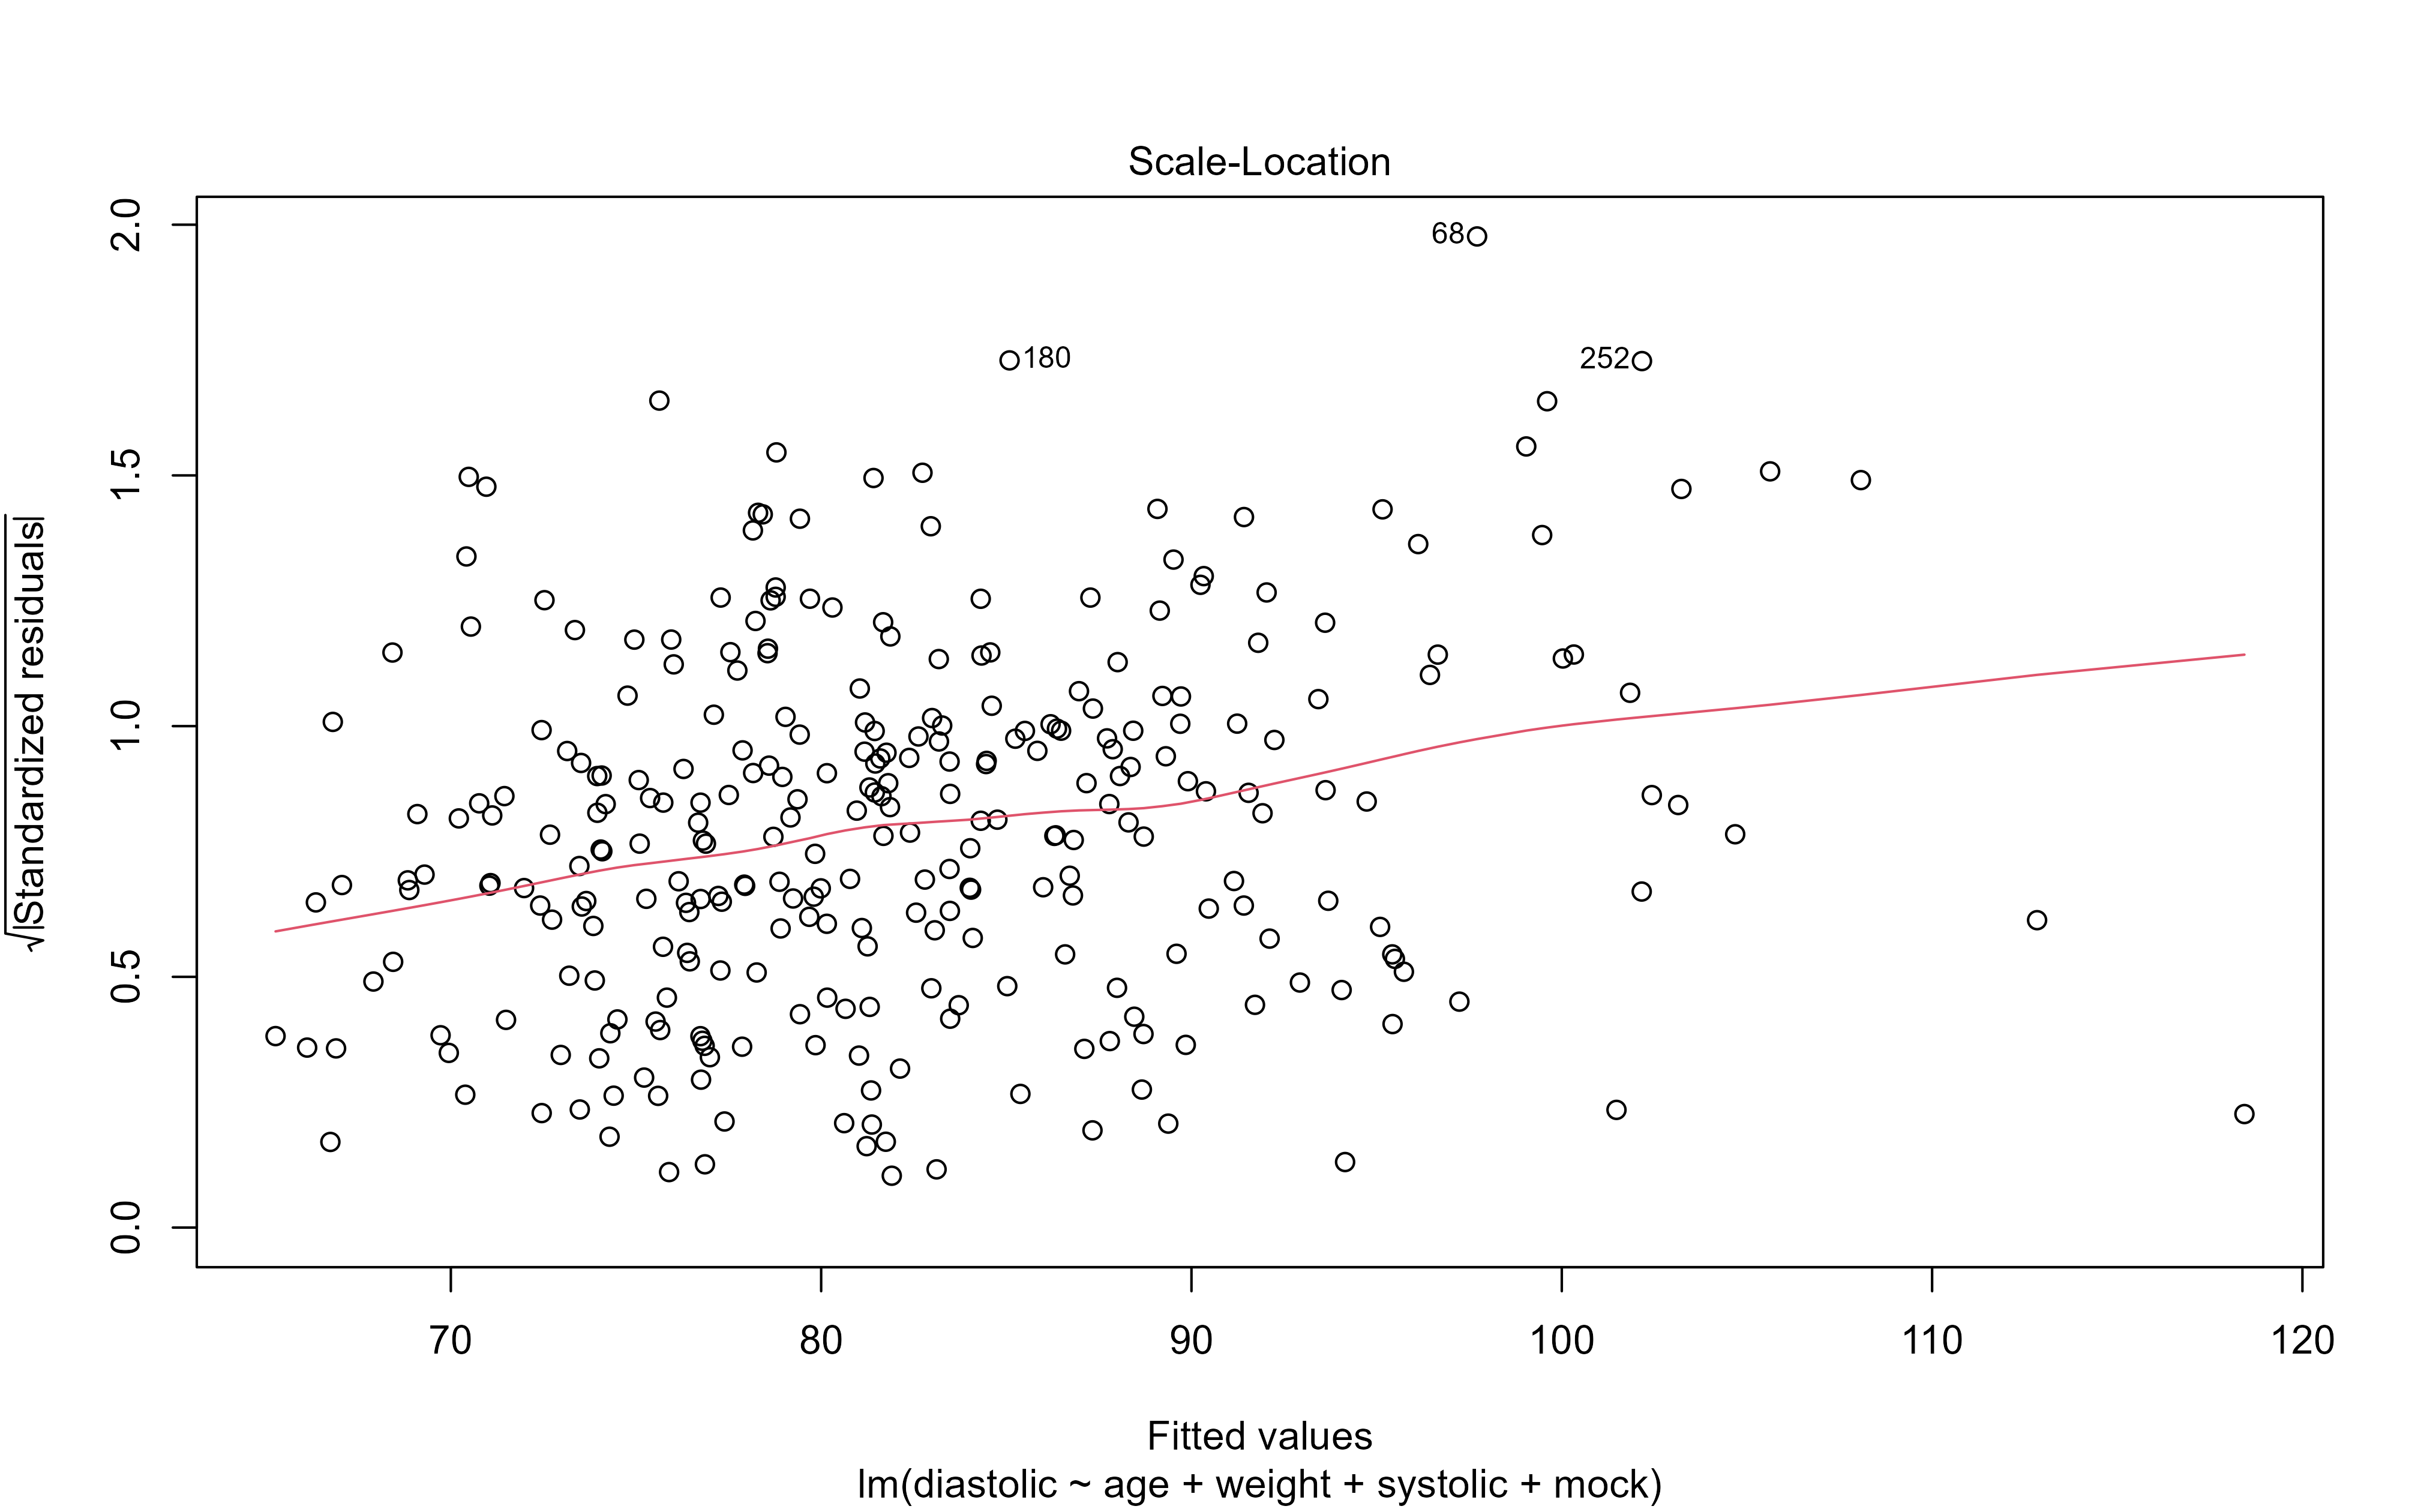 Scale-Location
2.0
1.5
1.0
0.5
0.0
√|Standardized residuals|
68
180
252
70 80 90 100 110 120
Fitted values
lm(diastolic ~ age + weight + systolic + mock)